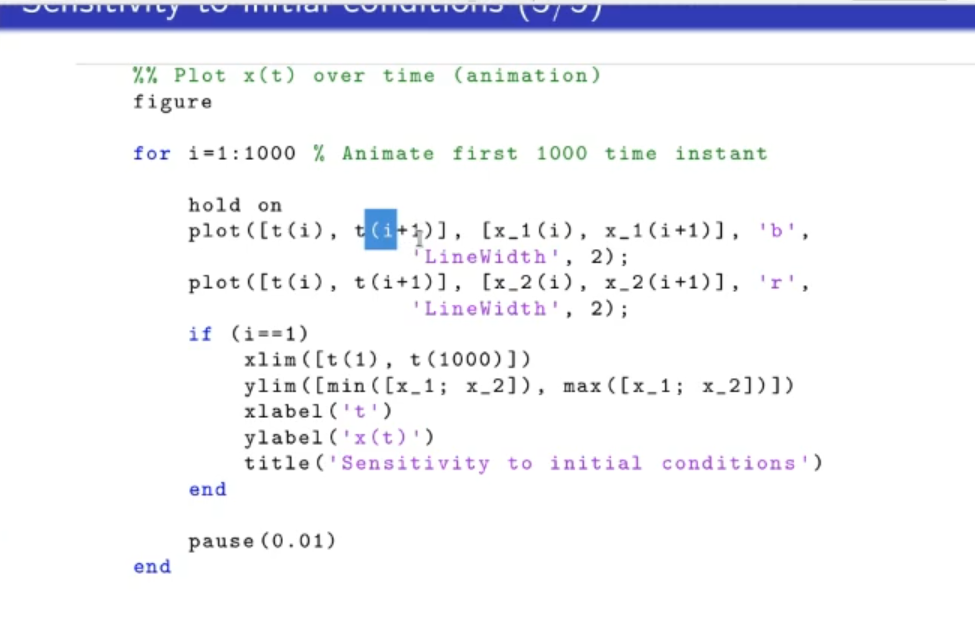 Sensitivity to initial conditions (3/5)
%% Plot x(t) over time (animation)
figure
for i=1:1000 % Animate first 1000 time instant
hold on
plot([t(i), t(i+1)], [x_1(i), x_1(i+1)], 'b',
'LineWidth', 2);
plot([t(i), t(i+1)], [x_2(i), x_2(i+1)], 'r',
'LineWidth', 2);
if (i==1)
xlim([t(1), t(1000)])
ylim([min([x_1; x_2]), max([x_1; x_2])])
xlabel('t')
ylabel('x(t)')
title('Sensitivity to initial conditions')
end
pause(0.01)
end